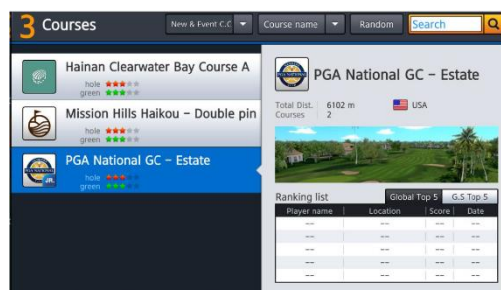 3 Courses
New & Event C.C
Course name
Random
Search
Hainan Clearwater Bay Course A
hole
green
Mission Hills Haikou – Double pin
hole
green
PGA National GC – Estate
hole
green
PGA National GC – Estate
Total Dist. 6102 m USA
Courses 2
Ranking list Global Top 5 G.S Top 5
Player name Location Score Date
-- -- -- --
-- -- -- --
-- -- -- --
-- -- -- --
-- -- -- --